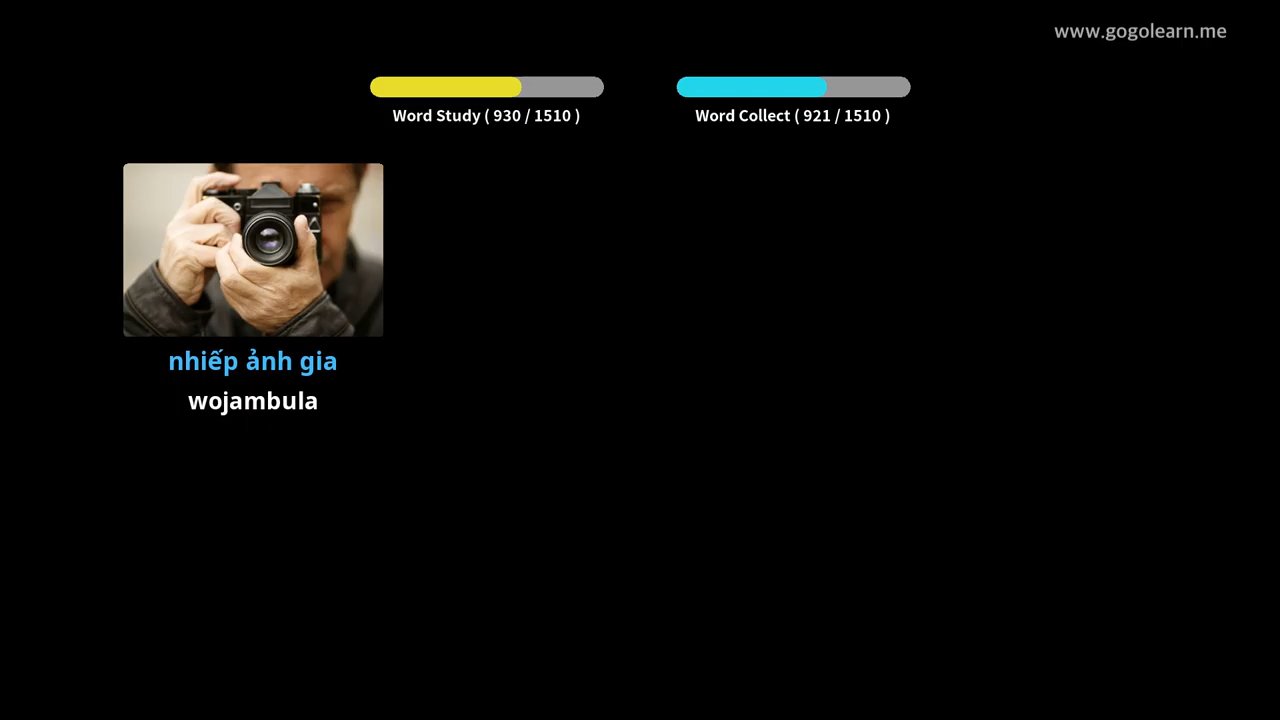 www.gogolearn.me
Word Study ( 930 / 1510 )
Word Collect ( 921 / 1510 )
nhiếp ảnh gia
wojambula